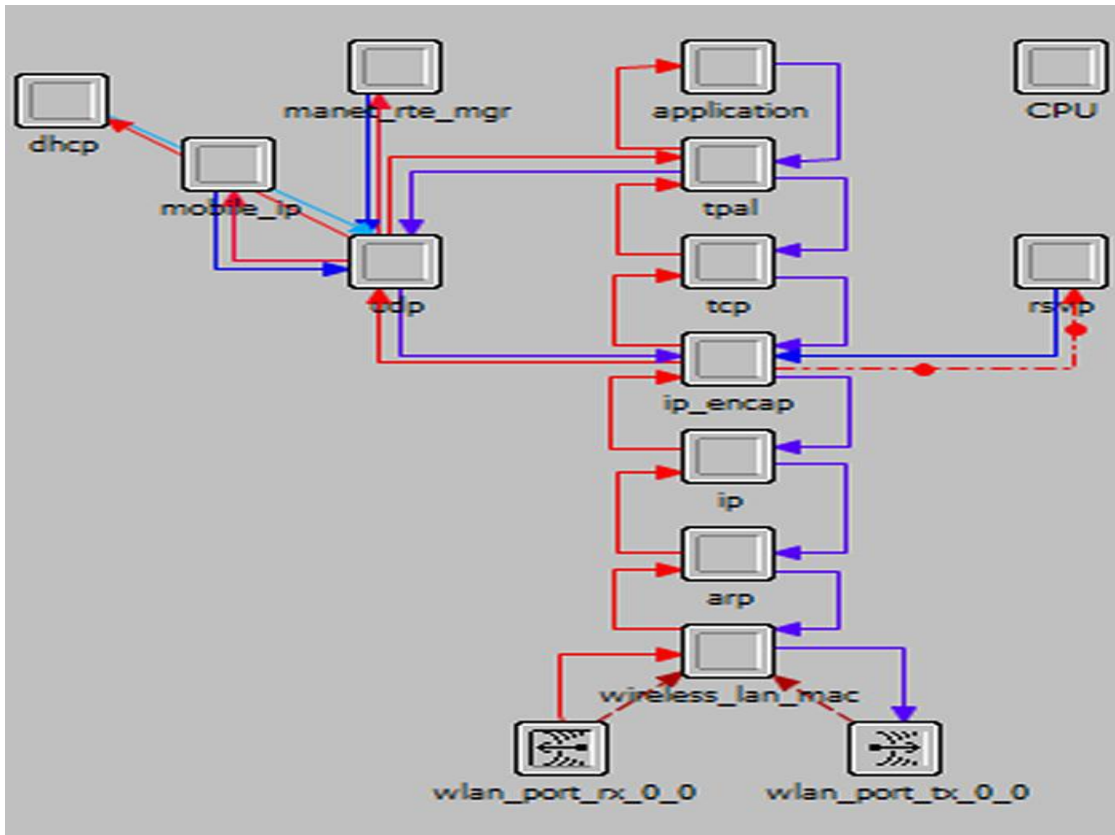 manet_rte_mgr
application
CPU
dhcp
mobile_ip
tpal
udp
tcp
rsvp
ip_encap
ip
arp
wireless_lan_mac
wlan_port_rx_0_0
wlan_port_tx_0_0